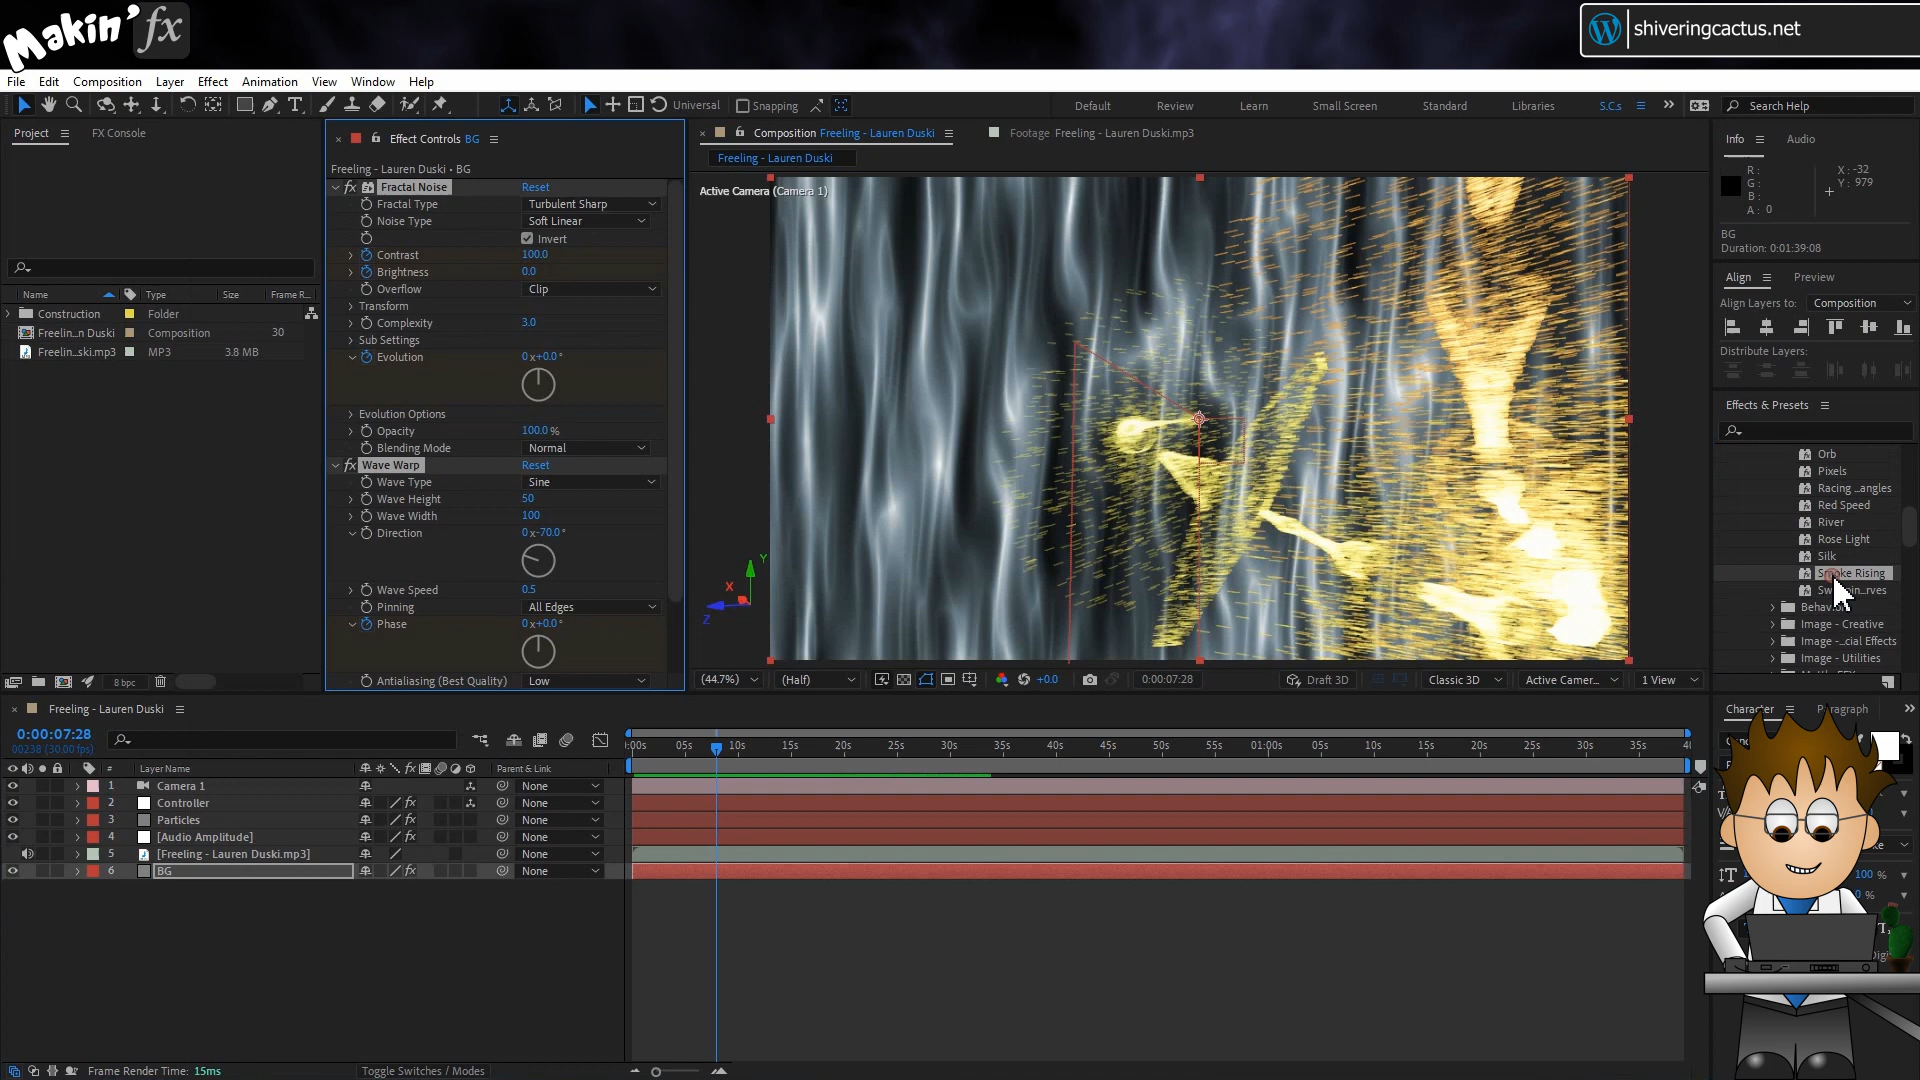 Makin' fx
shiveringcactus.net
File Edit Composition Layer Effect Animation View Window Help
Universal Snapping Default Review Learn Small Screen Standard Libraries S.C.s Search Help
Project FX Console
Name Type Size Frame R...
Construction Folder
Freelin...n Duski Composition 30
Freelin...ski.mp3 MP3 3.8 MB
8 bpc
Effect Controls BG
Freeling - Lauren Duski • BG
fx Fractal Noise Reset
Fractal Type Turbulent Sharp
Noise Type Soft Linear
Invert
Contrast 100.0
Brightness 0.0
Overflow Clip
Transform
Complexity 3.0
Sub Settings
Evolution 0x+0.0°
Evolution Options
Opacity 100.0 %
Blending Mode Normal
fx Wave Warp Reset
Wave Type Sine
Wave Height 50
Wave Width 100
Direction 0x-70.0°
Wave Speed 0.5
Pinning All Edges
Phase 0x+0.0°
Antialiasing (Best Quality) Low
Composition Freeling - Lauren Duski Footage Freeling - Lauren Duski.mp3
Freeling - Lauren Duski
Active Camera (Camera 1)
Y
X
Z
(44.7%) (Half) +0.0 0:00:07:28 Draft 3D Classic 3D Active Camer... 1 View
Info Audio
R :
G :
B :
A : 0
X : -32
Y : 979
BG
Duration: 0:01:39:08
Align Preview
Align Layers to: Composition
Distribute Layers:
Effects & Presets
Orb
Pixels
Racing ...angles
Red Speed
River
Rose Light
Silk
Smoke Rising
Image - Creative
Image -...cial Effects
Image - Utilities
Character Paragraph
100 %
Freeling - Lauren Duski
0:00:07:28
00238 (30.00 fps)
# Layer Name fx Parent & Link
1 Camera 1 None
2 Controller fx None
3 Particles fx None
4 [Audio Amplitude] fx None
5 [Freeling - Lauren Duski.mp3] None
6 BG fx None
:00s 05s 10s 15s 20s 25s 30s 35s 40s 45s 50s 55s 01:00s 05s 10s 15s 20s 25s 30s 35s
Frame Render Time: 15ms Toggle Switches / Modes